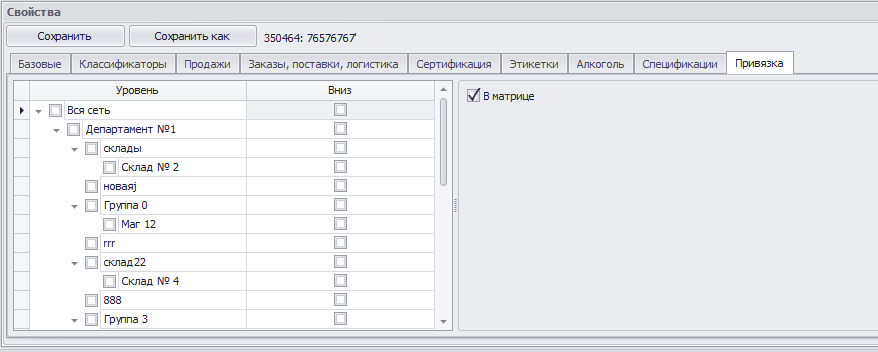 Свойства
Сохранить Сохранить как 350464: 76576767'
Базовые Классификаторы Продажи Заказы, поставки, логистика Сертификация Этикетки Алкоголь Спецификации Привязка
Уровень Вниз
В матрице
Вся сеть
Департамент №1
склады
Склад № 2
новаяj
Группа 0
Маг 12
rrr
склад22
Склад № 4
888
Группа 3